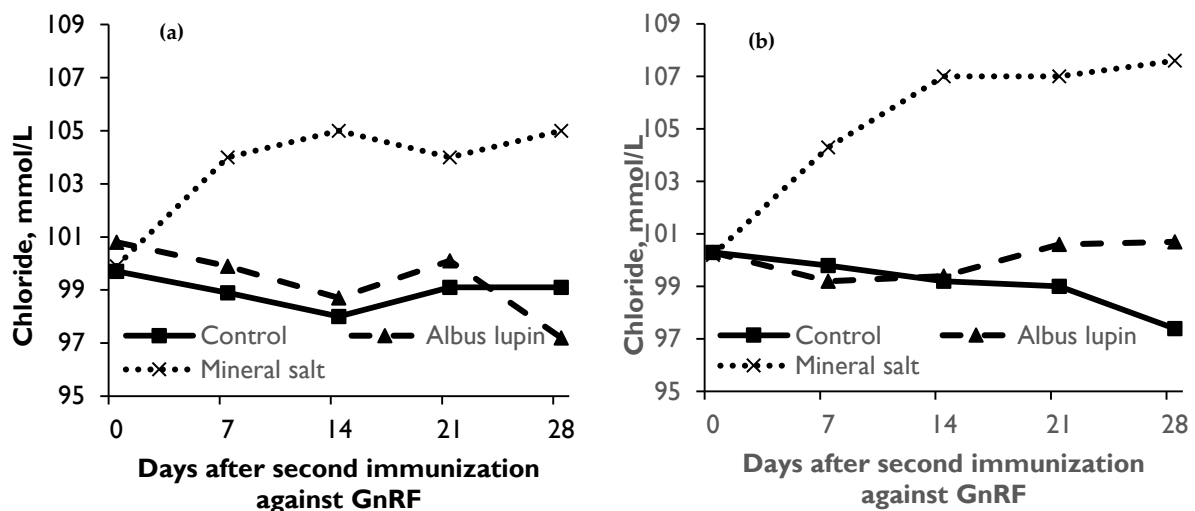 (a)
Chloride, mmol/L
109
107
105
103
101
99
97
95
Control
Albus lupin
Mineral salt
0 7 14 21 28
Days after second immunization
against GnRF
(b)
Chloride, mmol/L
109
107
105
103
101
99
97
95
Control
Albus lupin
Mineral salt
0 7 14 21 28
Days after second immunization
against GnRF